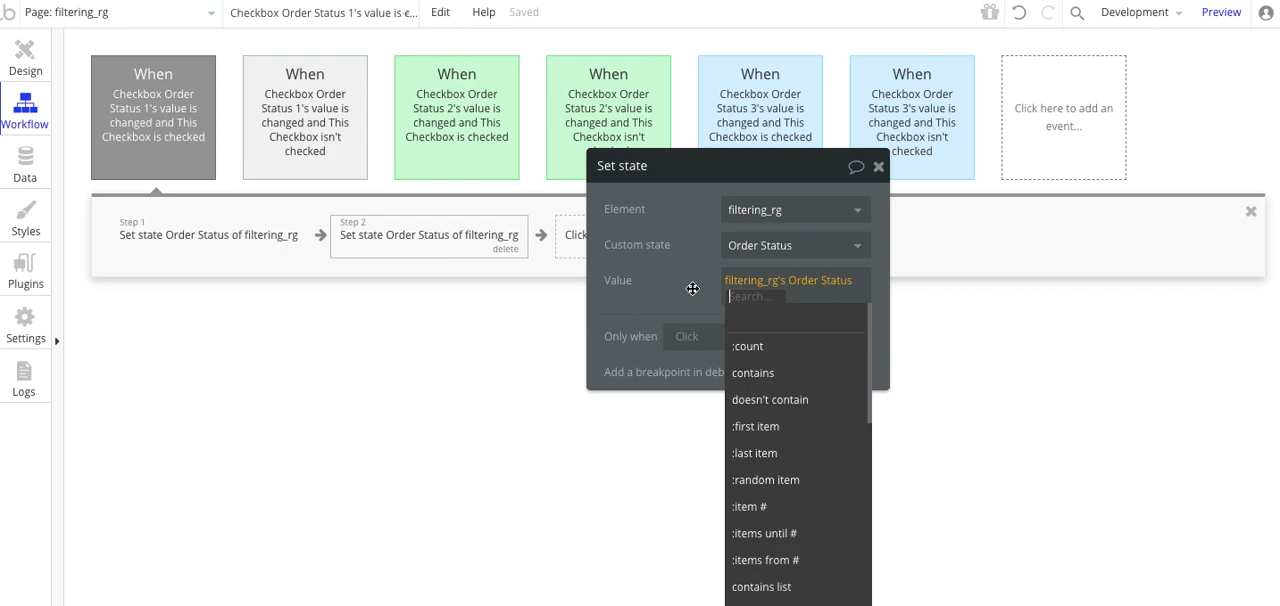 b
Page: filtering_rg
Checkbox Order Status 1's value is c...
Edit
Help
Saved
Development
Preview
Design
Workflow
Data
Styles
Plugins
Settings
Logs
When
Checkbox Order
Status 1's value is
changed and This
Checkbox is checked
When
Checkbox Order
Status 1's value is
changed and This
Checkbox isn't
checked
When
Checkbox Order
Status 2's value is
changed and This
Checkbox is checked
When
Checkbox Order
Status 2's value is
changed and This
Checkbox isn't
When
Checkbox Order
Status 3's value is
changed and This
Checkbox is checked
When
Checkbox Order
Status 3's value is
changed and This
Checkbox isn't
checked
Click here to add an
event...
Step 1
Set state Order Status of filtering_rg
Step 2
Set state Order Status of filtering_rg
delete
Click
Set state
Element
filtering_rg
Custom state
Order Status
Value
filtering_rg's Order Status
Search...
Only when
Click
Add a breakpoint in deb
:count
contains
doesn't contain
:first item
:last item
:random item
:item #
:items until #
:items from #
contains list